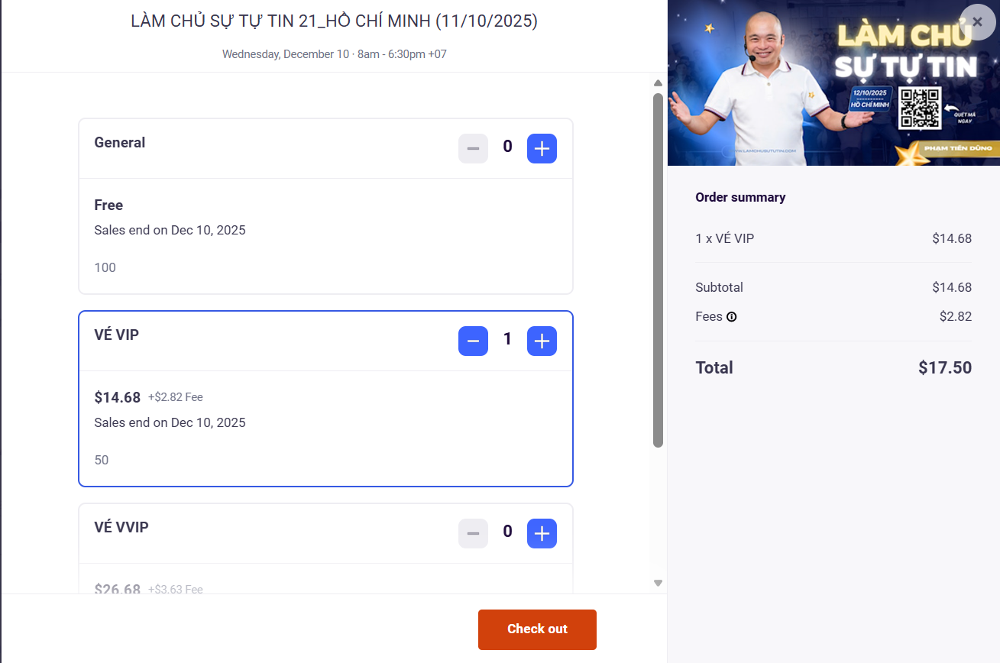 LÀM CHỦ SỰ TỰ TIN 21_HỒ CHÍ MINH (11/10/2025)
Wednesday, December 10 · 8am - 6:30pm +07
General
0
Free
Sales end on Dec 10, 2025
100
VÉ VIP
1
$14.68 +$2.82 Fee
Sales end on Dec 10, 2025
50
VÉ VVIP
0
$26.68 +$3.63 Fee
Check out
LÀM CHỦ
SỰ TỰ TIN
12/10/2025
HỒ CHÍ MINH
QUÉT MÃ
NGAY
WWW.LAMCHUSUTUTIN.COM
PHẠM TIẾN DŨNG
Order summary
1 x VÉ VIP $14.68
Subtotal $14.68
Fees $2.82
Total $17.50